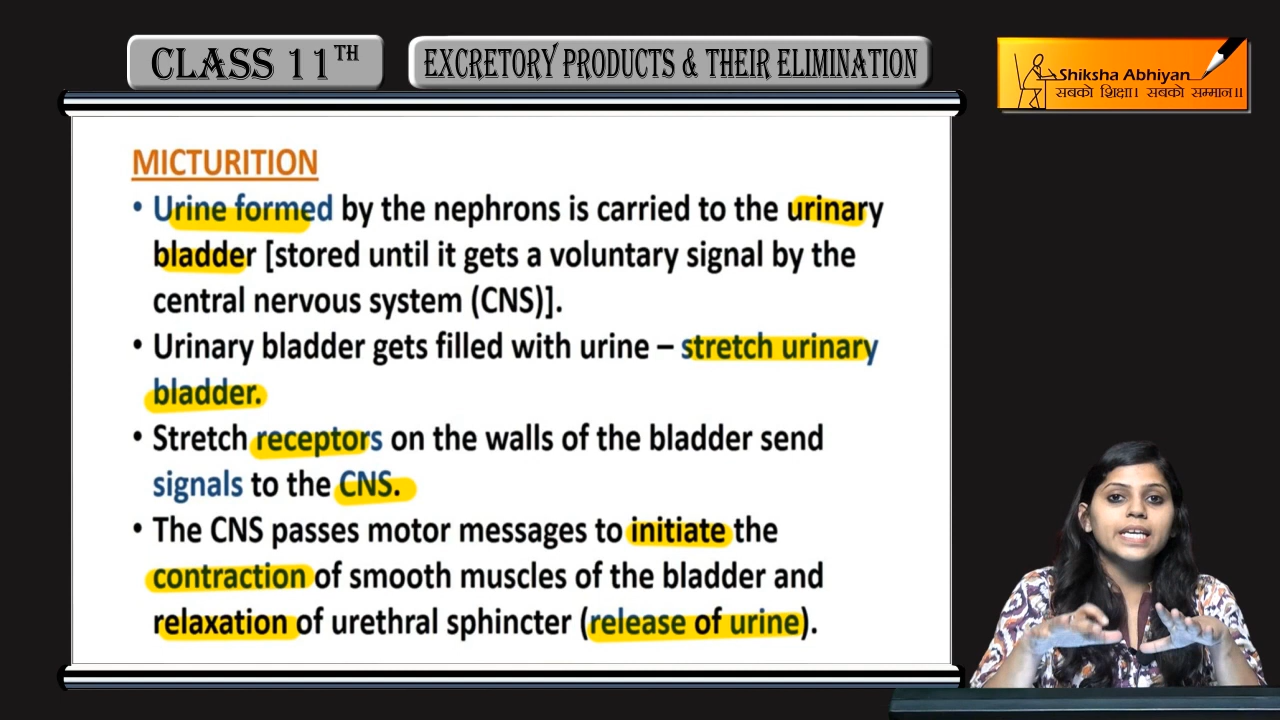 CLASS 11TH
EXCRETORY PRODUCTS & THEIR ELIMINATION
Shiksha Abhiyan
सबको शिक्षा। सबको सम्मान॥
MICTURITION
• Urine formed by the nephrons is carried to the urinary
bladder [stored until it gets a voluntary signal by the
central nervous system (CNS)].
• Urinary bladder gets filled with urine – stretch urinary
bladder.
• Stretch receptors on the walls of the bladder send
signals to the CNS.
• The CNS passes motor messages to initiate the
contraction of smooth muscles of the bladder and
relaxation of urethral sphincter (release of urine).